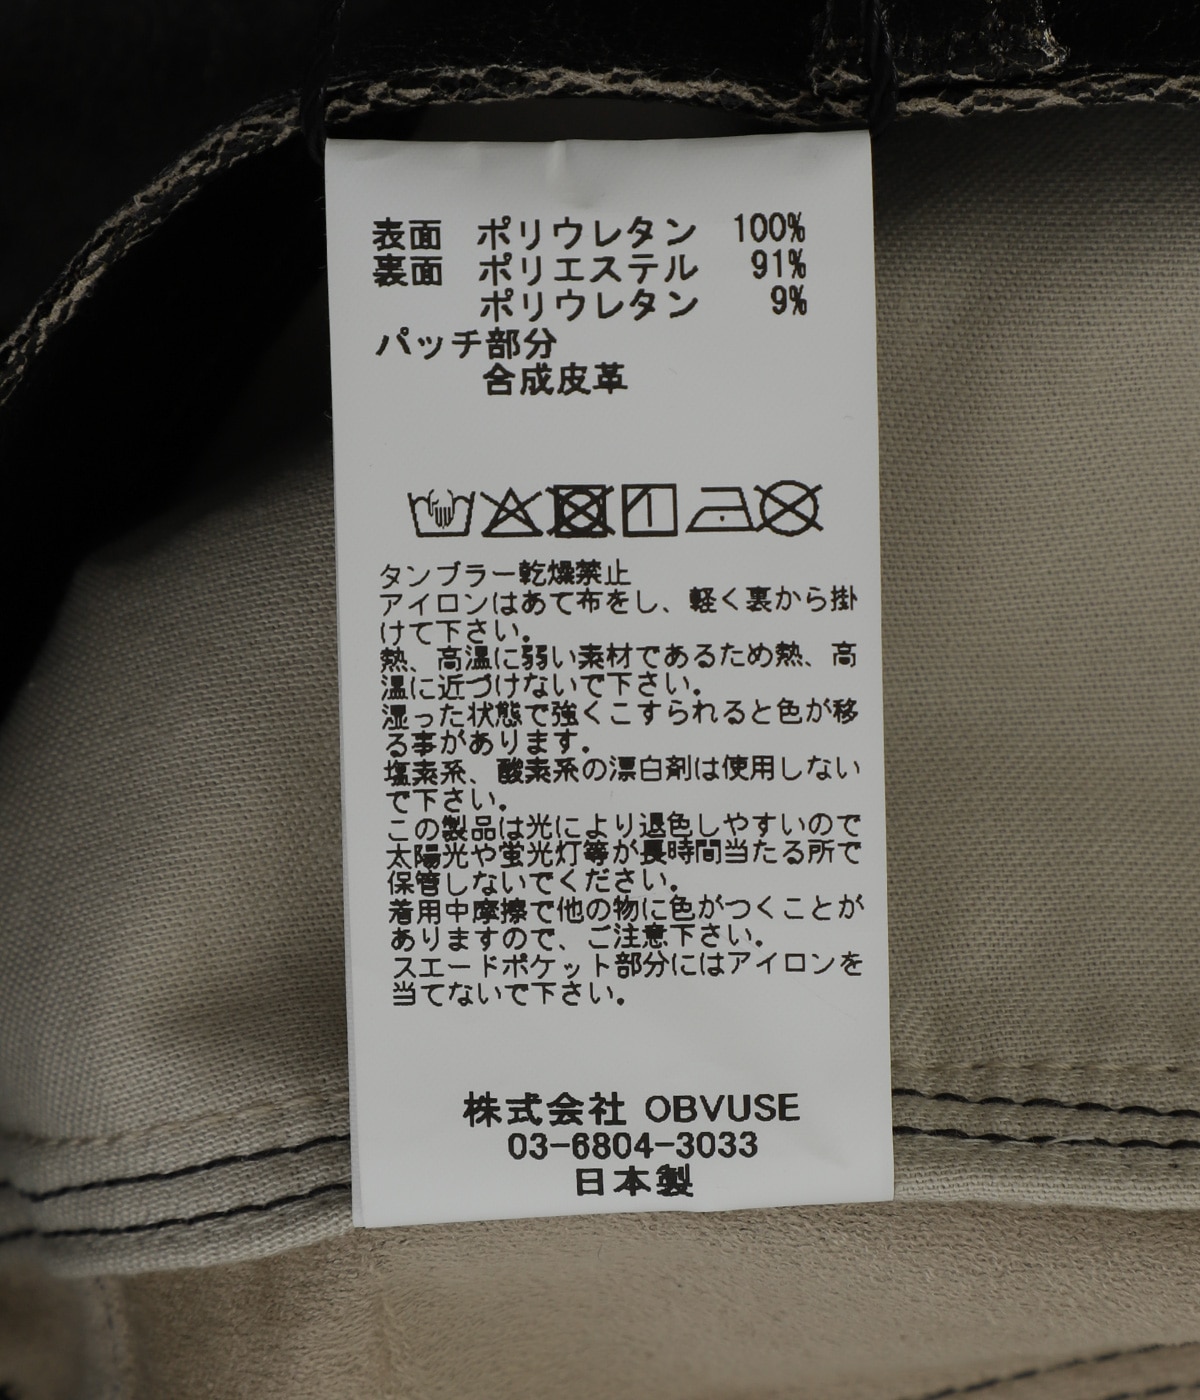 表面 ポリウレタン 100%
裏面 ポリエステル 91%
ポリウレタン 9%
パッチ部分
合成皮革
タンブラー乾燥禁止
アイロンはあて布をし、軽く裏から掛
けて下さい。
熱、高温に弱い素材であるため熱、高
温に近づけないで下さい。
湿った状態で強くこすられると色が移
る事があります。
塩素系、酸素系の漂白剤は使用しない
で下さい。
この製品は光により退色しやすいので
太陽光や蛍光灯等が長時間当たる所で
保管しないでください。
着用中摩擦で他の物に色がつくことが
ありますので、ご注意下さい。
スエードポケット部分にはアイロンを
当てないで下さい。
株式会社 OBVUSE
03-6804-3033
日本製